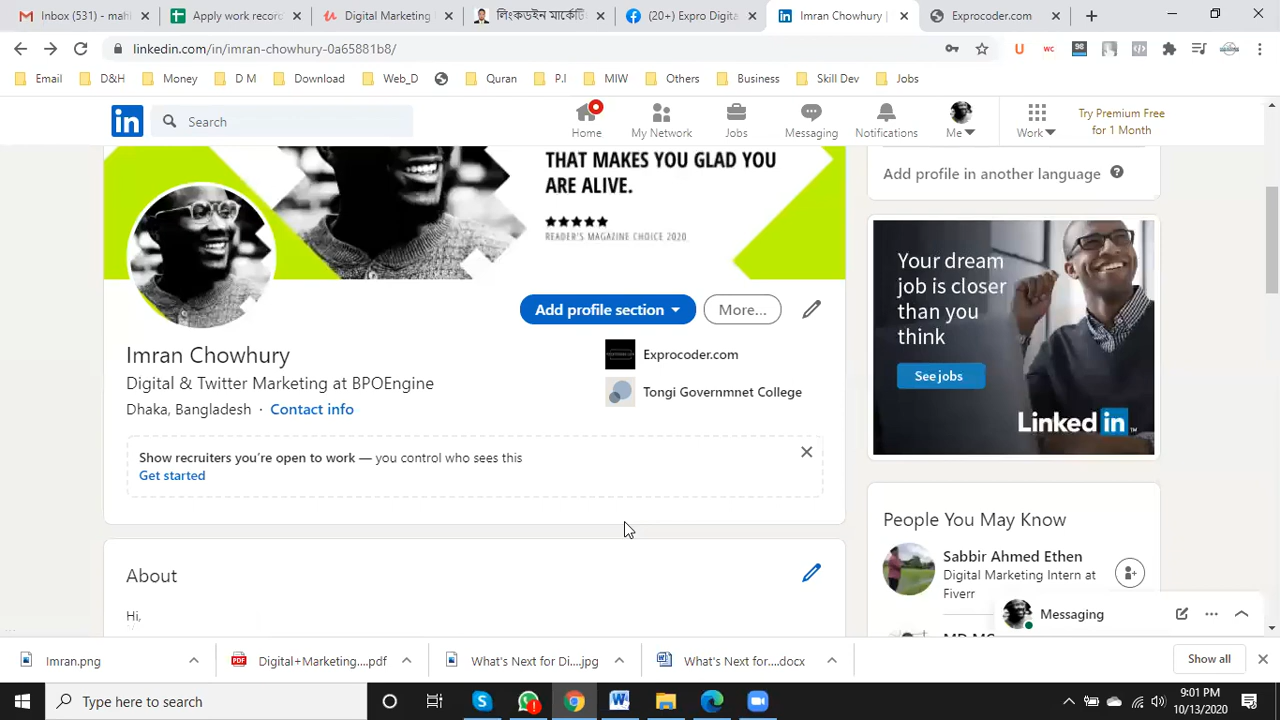 Inbox (531) - mat
Apply work record
Digital Marketing
লিংকডইন মার্কেটি
(20+) Expro Digita
Imran Chowhury |
Exprocoder.com
linkedin.com/in/imran-chowhury-0a65881b8/
Email
D&H
Money
D M
Download
Web_D
Quran
P.I
MIW
Others
Business
Skill Dev
Jobs
in
Search
Home
My Network
Jobs
Messaging
Notifications
Me
Work
Try Premium Free
for 1 Month
THAT MAKES YOU GLAD YOU
ARE ALIVE.
READER'S MAGAZINE CHOICE 2020
Add profile in another language
Your dream
job is closer
than you
think
See jobs
Linked in
Add profile section
More...
Imran Chowhury
Digital & Twitter Marketing at BPOEngine
Dhaka, Bangladesh · Contact info
Exprocoder.com
Tongi Governmnet College
Show recruiters you're open to work — you control who sees this
Get started
About
Hi,
People You May Know
Sabbir Ahmed Ethen
Digital Marketing Intern at
Fiverr
Messaging
Imran.png
Digital+Marketing....pdf
What's Next for Di....jpg
What's Next for....docx
Show all
Type here to search
9:01 PM
10/13/2020